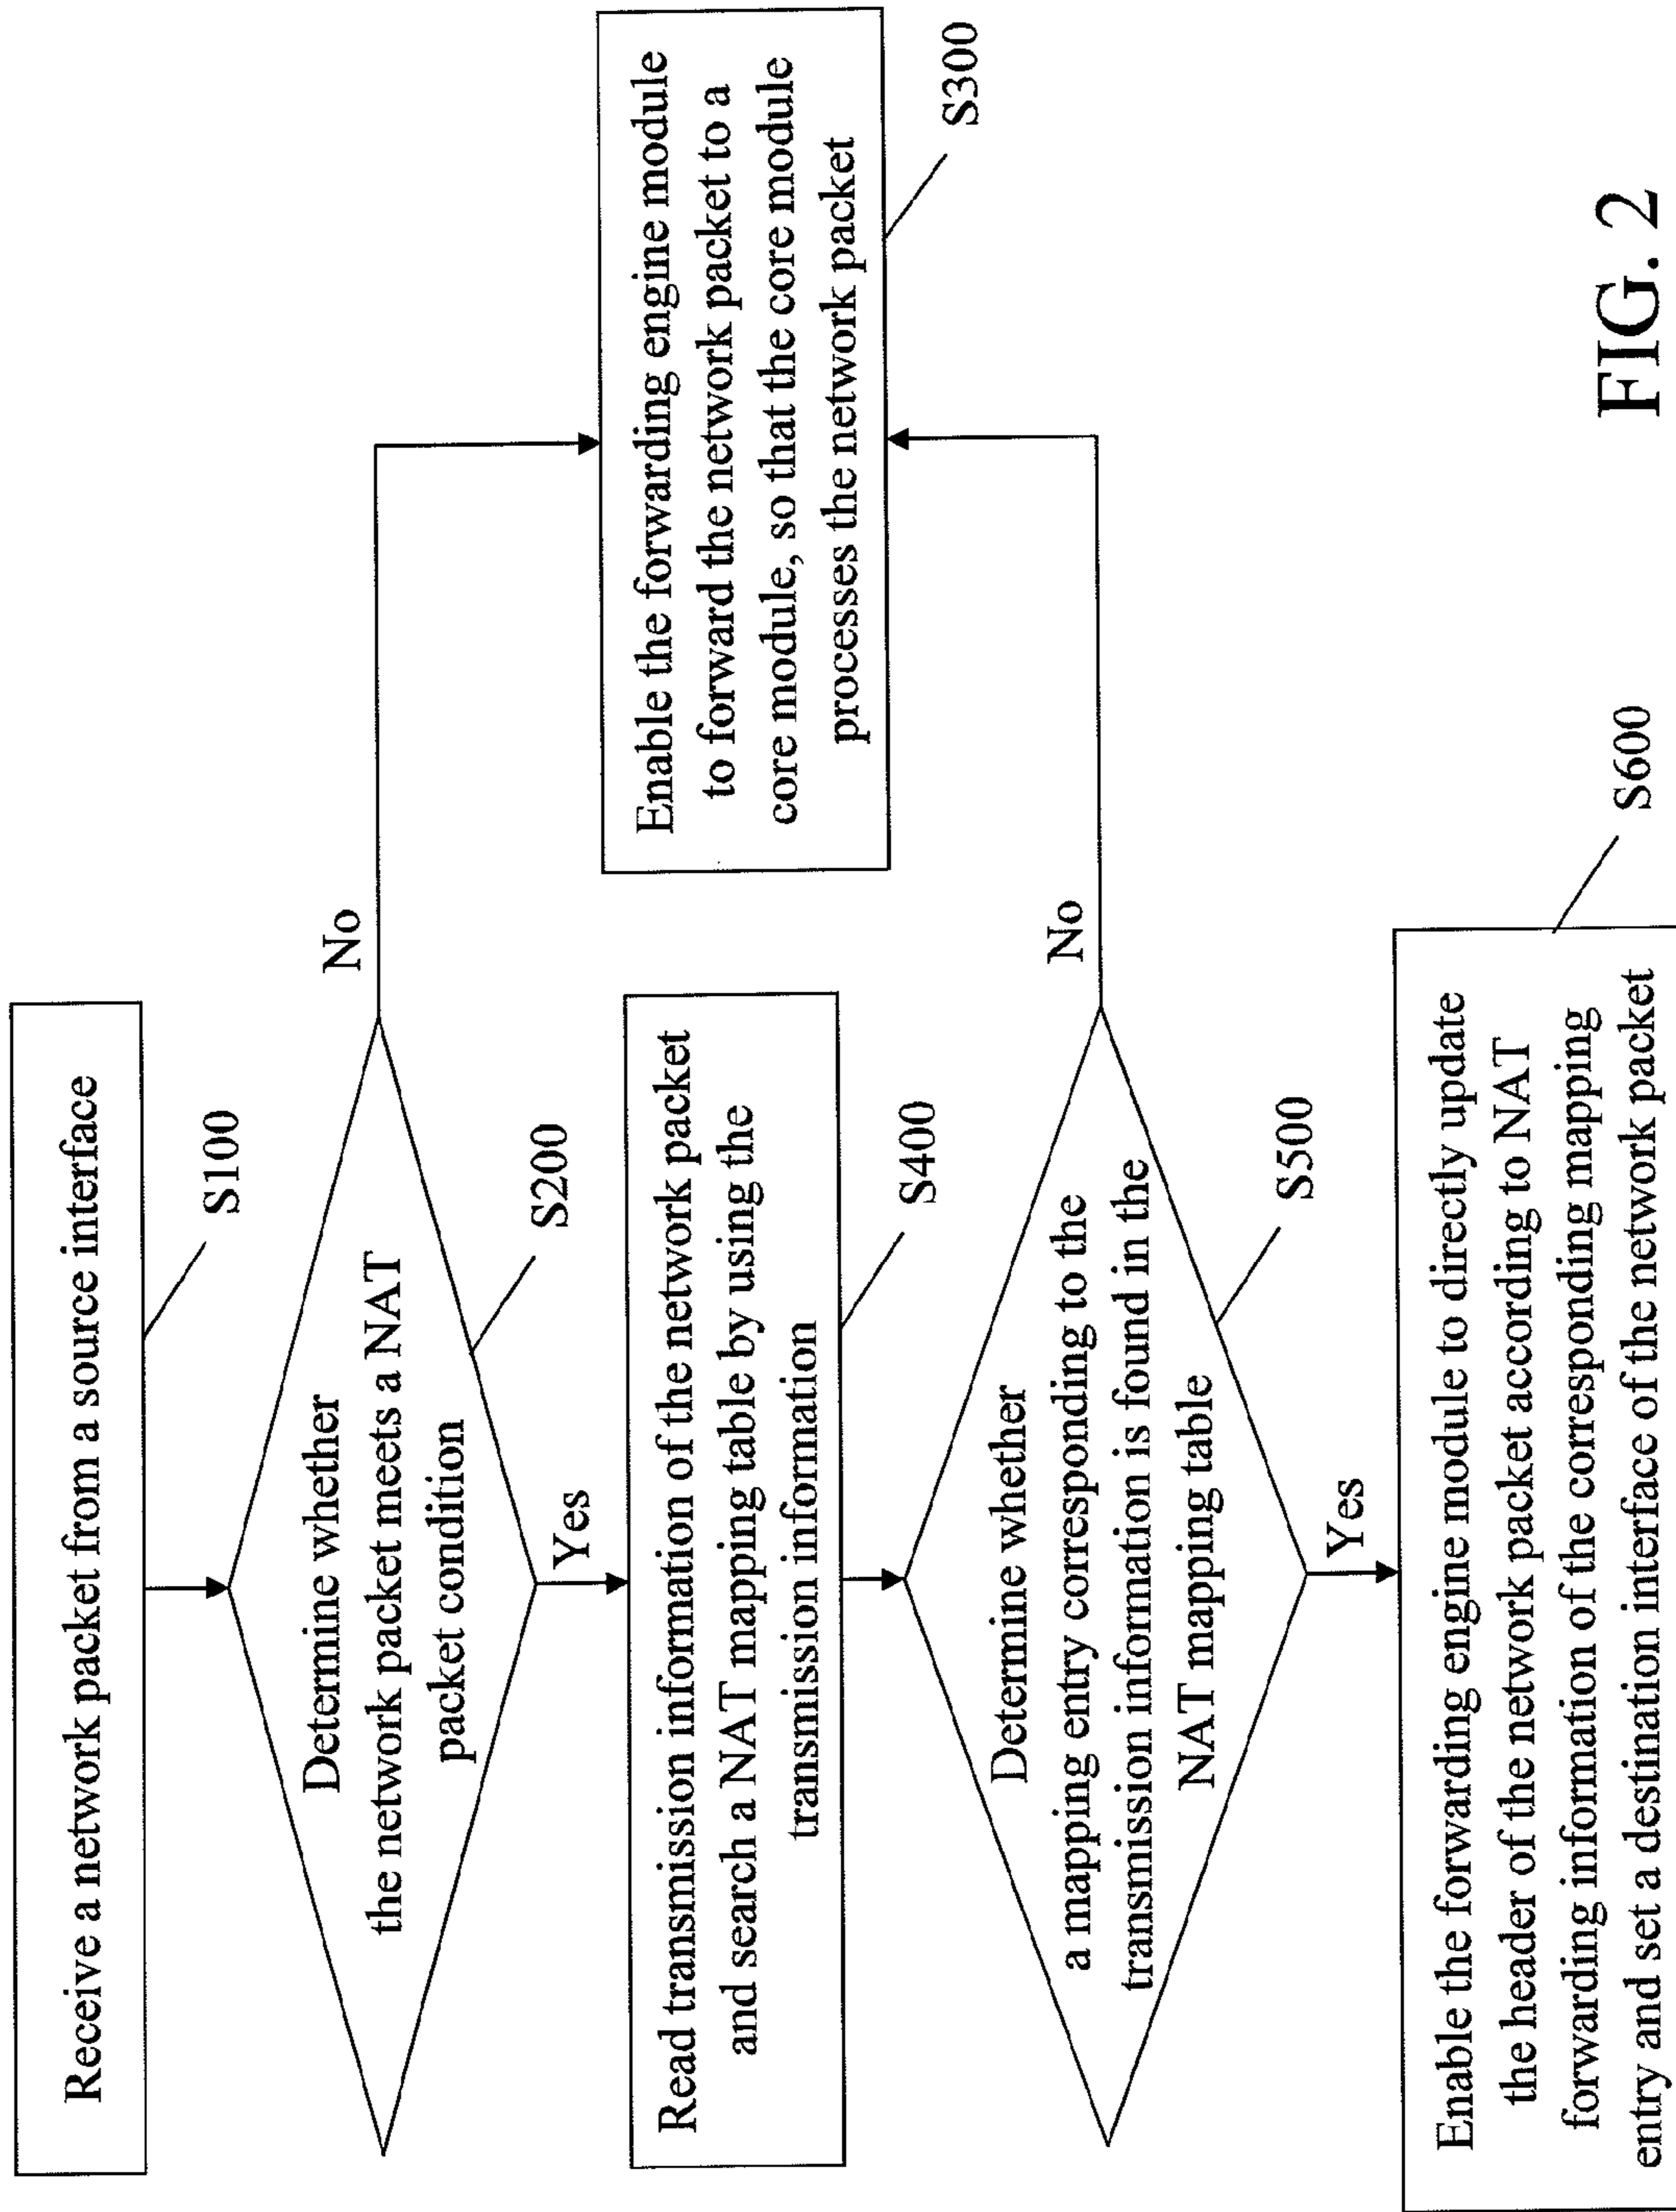 Receive a network packet from a source interface
S100
Determine whether
the network packet meets a NAT
packet condition
S200
No
Yes
Enable the forwarding engine module
to forward the network packet to a
core module, so that the core module
processes the network packet
S300
Read transmission information of the network packet
and search a NAT mapping table by using the
transmission information
S400
Determine whether
a mapping entry corresponding to the
transmission information is found in the
NAT mapping table
S500
No
Yes
Enable the forwarding engine module to directly update
the header of the network packet according to NAT
forwarding information of the corresponding mapping
entry and set a destination interface of the network packet
S600
FIG. 2